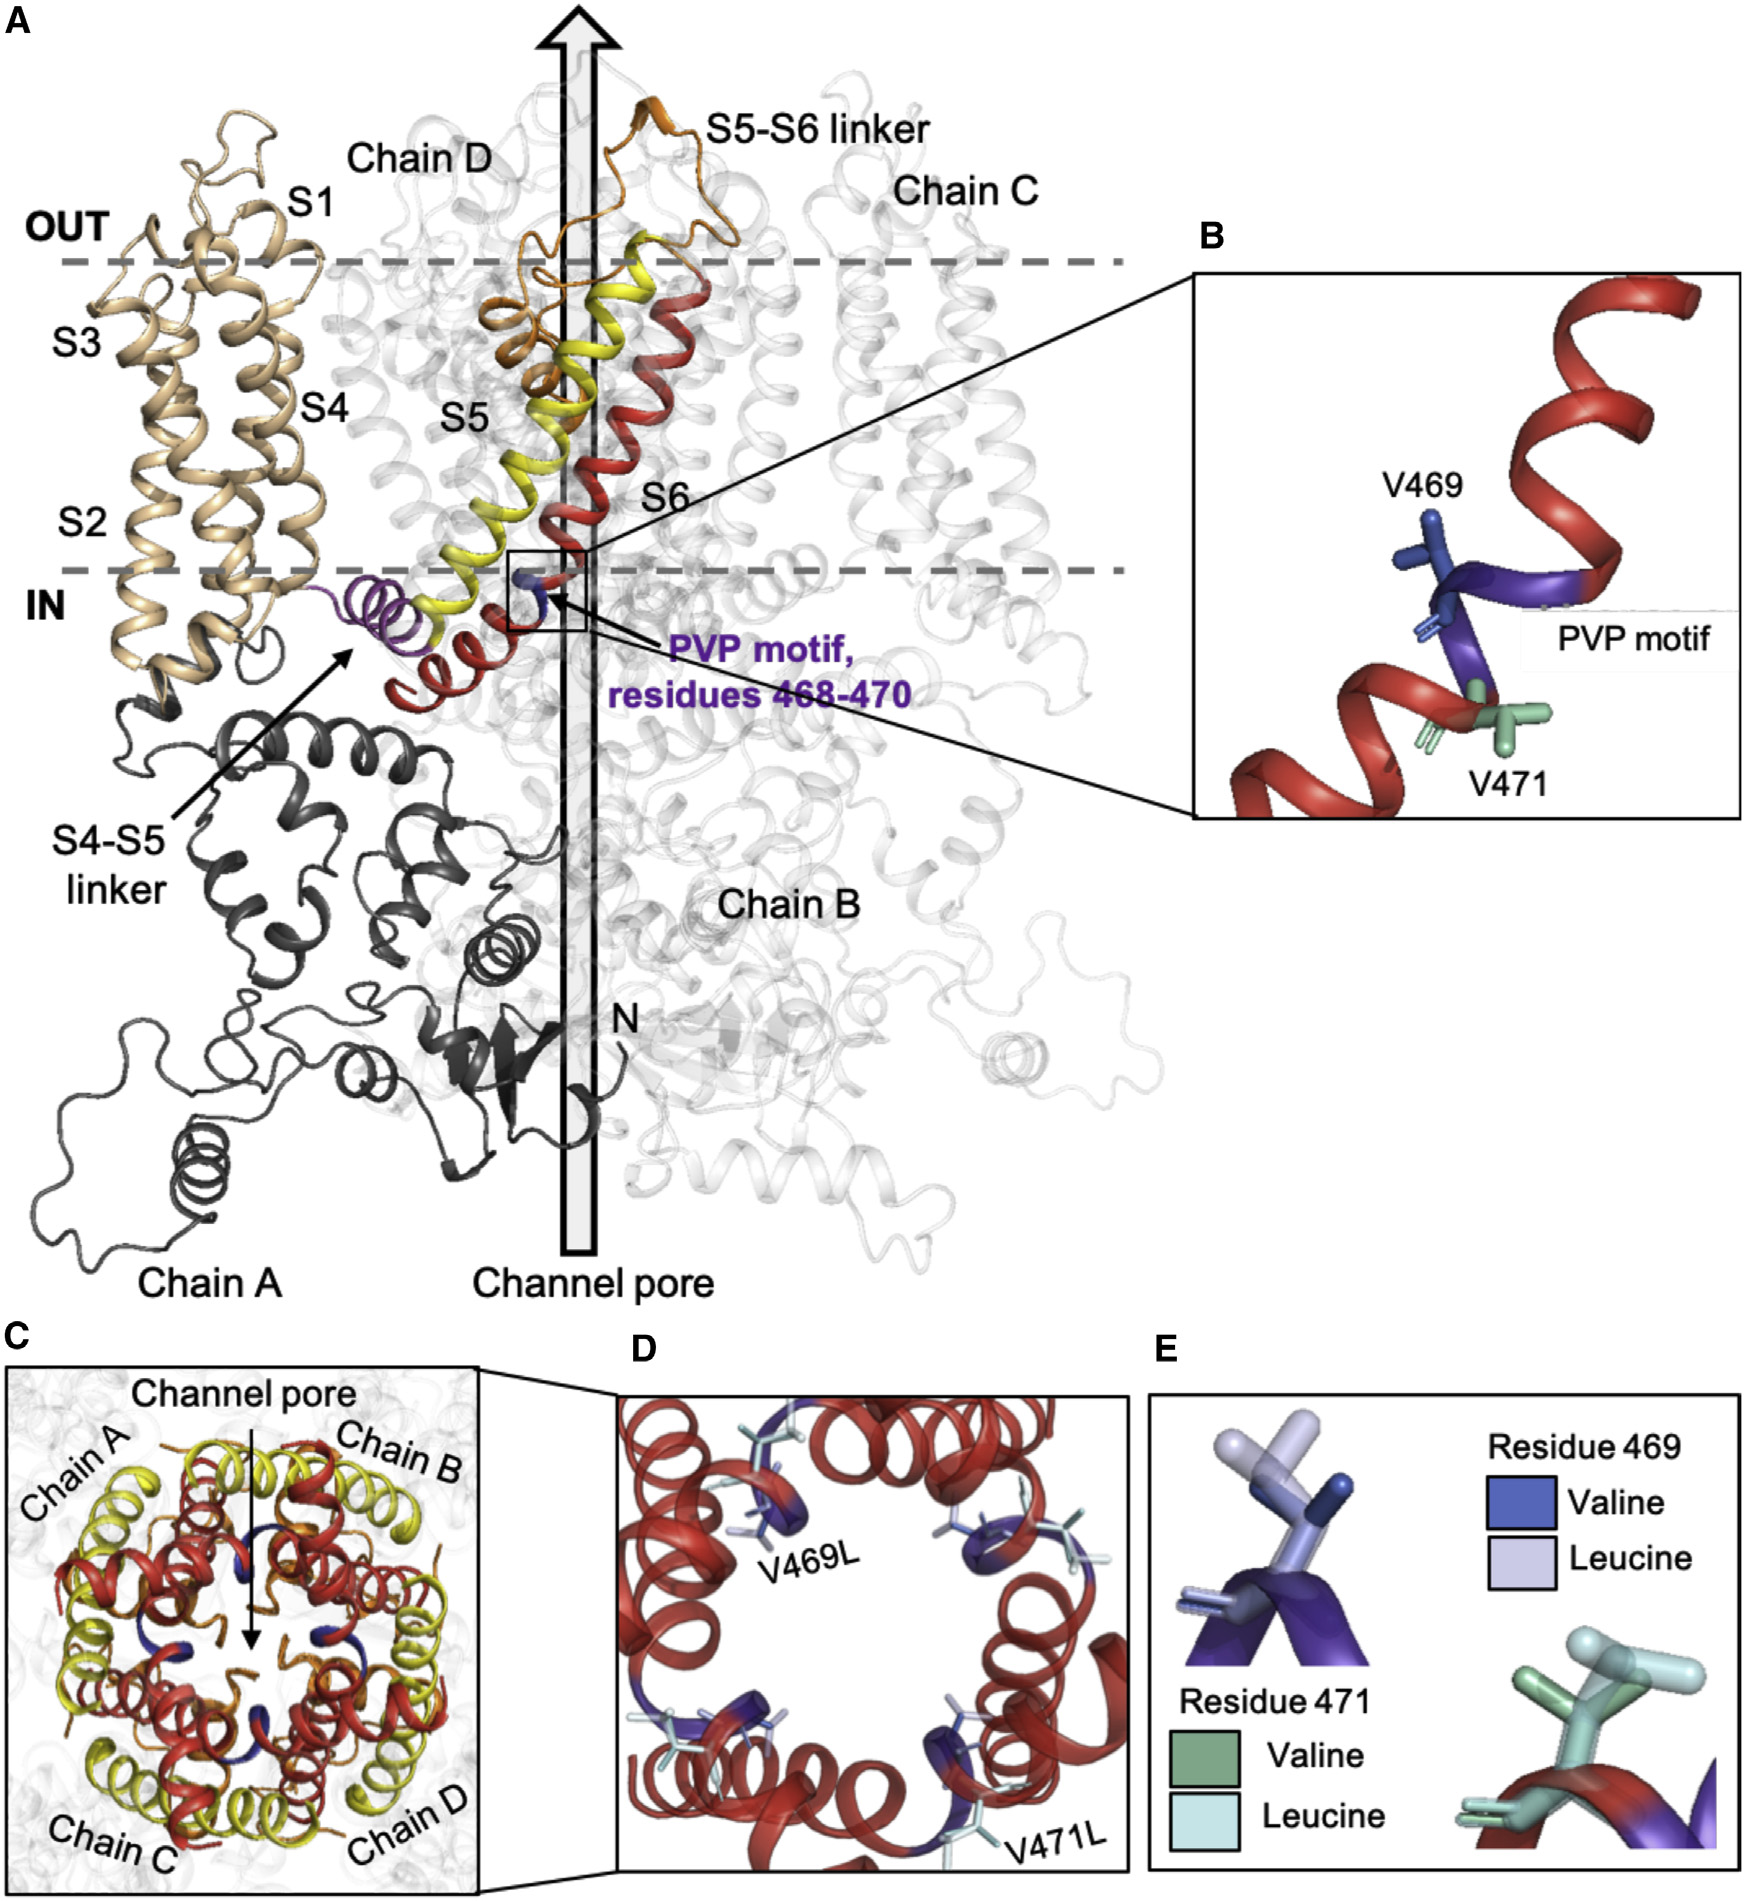 A
Chain D
S5-S6 linker
Chain C
S1
OUT
S3
S4
S5
S2
S6
IN
PVP motif,
residues 468-470
S4-S5
linker
Chain B
N
Chain A
Channel pore
B
V469
PVP motif
V471
C
Channel pore
Chain A
Chain B
Chain C
Chain D
D
V469L
V471L
E
Residue 469
Valine
Leucine
Residue 471
Valine
Leucine